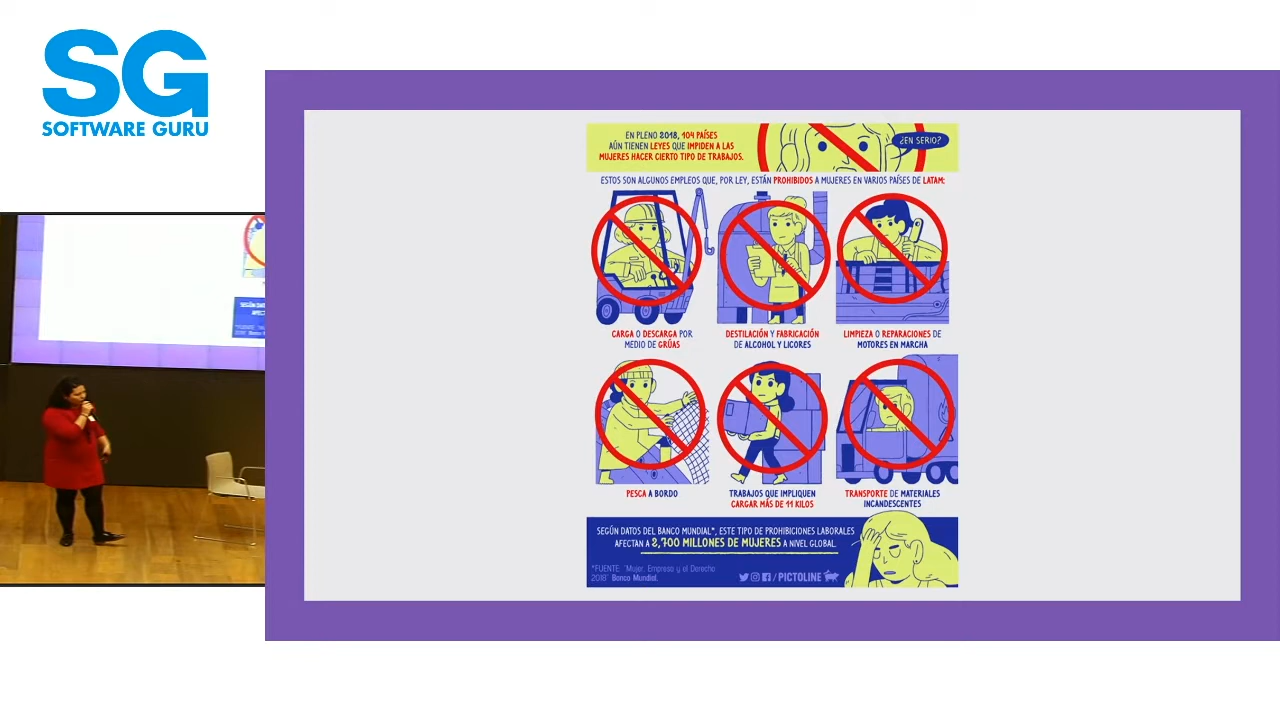 SG
SOFTWARE GURU
EN PLENO 2018, 104 PAÍSES
AÚN TIENEN LEYES QUE IMPIDEN A LAS
MUJERES HACER CIERTO TIPO DE TRABAJOS.
¿EN SERIO?
ESTOS SON ALGUNOS EMPLEOS QUE, POR LEY, ESTÁN PROHIBIDOS A MUJERES EN VARIOS PAÍSES DE LATAM:
CARGA O DESCARGA POR
MEDIO DE GRÚAS
DESTILACIÓN Y FABRICACIÓN
DE ALCOHOL Y LICORES
LIMPIEZA O REPARACIONES DE
MOTORES EN MARCHA
PESCA A BORDO
TRABAJOS QUE IMPLIQUEN
CARGAR MÁS DE 11 KILOS
TRANSPORTE DE MATERIALES
INCANDESCENTES
SEGÚN DATOS DEL BANCO MUNDIAL*, ESTE TIPO DE PROHIBICIONES LABORALES
AFECTAN A 2,700 MILLONES DE MUJERES A NIVEL GLOBAL.
*FUENTE: "Mujer, Empresa y el Derecho
2018" Banco Mundial.
/ PICTOLINE